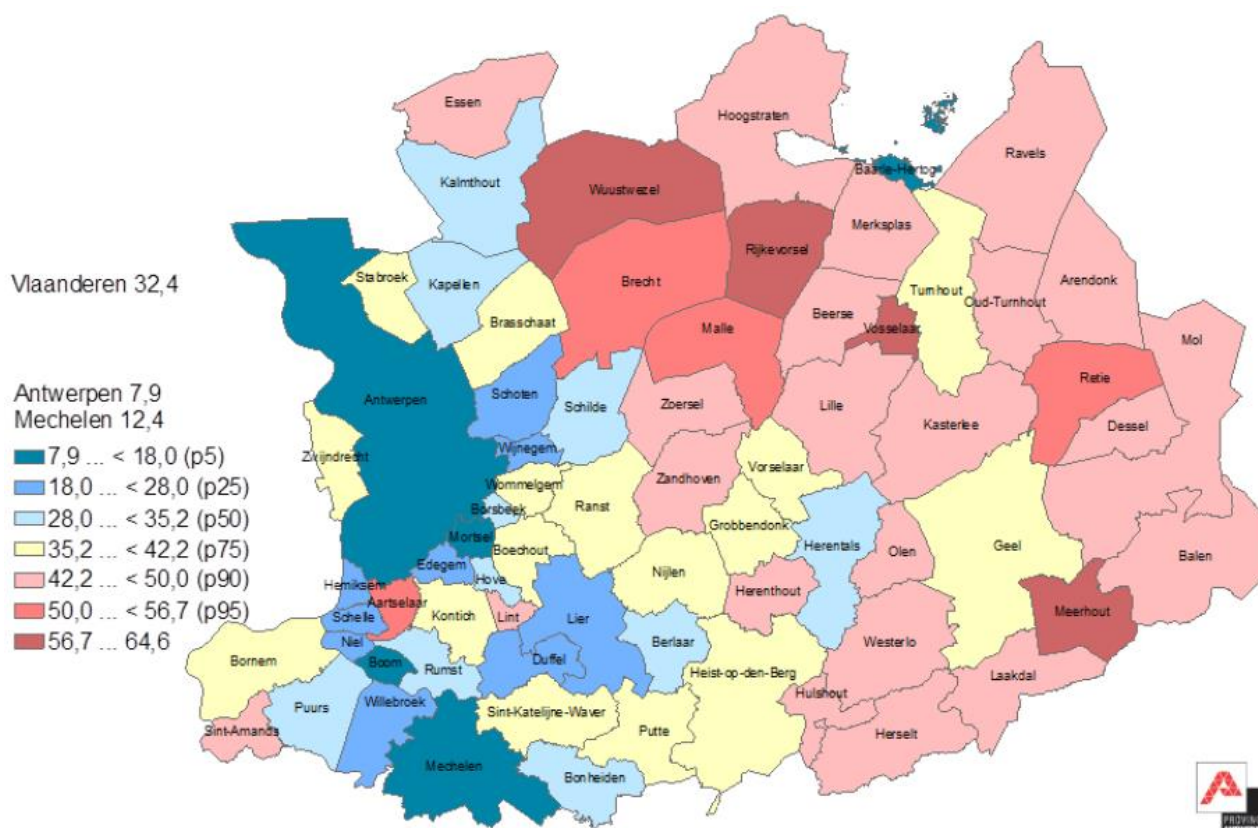 Essen
Hoogstraten
Ravels
Kalmthout
Baarle-Hertog
Wuustwezel
Merksplas
Rijkevorsel
Vlaanderen 32,4
Stabroek
Kapellen
Brecht
Turnhout
Arendonk
Oud-Turnhout
Brasschaat
Malle
Beerse
Vosselaar
Mol
Antwerpen 7,9
Mechelen 12,4
Antwerpen
Schoten
Schilde
Zoersel
Lille
Kasterlee
Retie
Dessel
7,9 ... < 18,0 (p5)
18,0 ... < 28,0 (p25)
28,0 ... < 35,2 (p50)
35,2 ... < 42,2 (p75)
42,2 ... < 50,0 (p90)
50,0 ... < 56,7 (p95)
56,7 ... 64,6
Zwijndrecht
Wijnegem
Wommelgem
Vorselaar
Zandhoven
Borsbeek
Ranst
Grobbendonk
Mortsel
Boechout
Herentals
Olen
Geel
Balen
Edegem
Hove
Nijlen
Hemiksem
Aartselaar
Herenthout
Schelle
Kontich
Lint
Lier
Meerhout
Niel
Berlaar
Westerlo
Bornem
Boom
Rumst
Duffel
Heist-op-den-Berg
Laakdal
Puurs
Willebroek
Hulshout
Sint-Amands
Sint-Katelijne-Waver
Putte
Herselt
Mechelen
Bonheiden
A
PROVIN